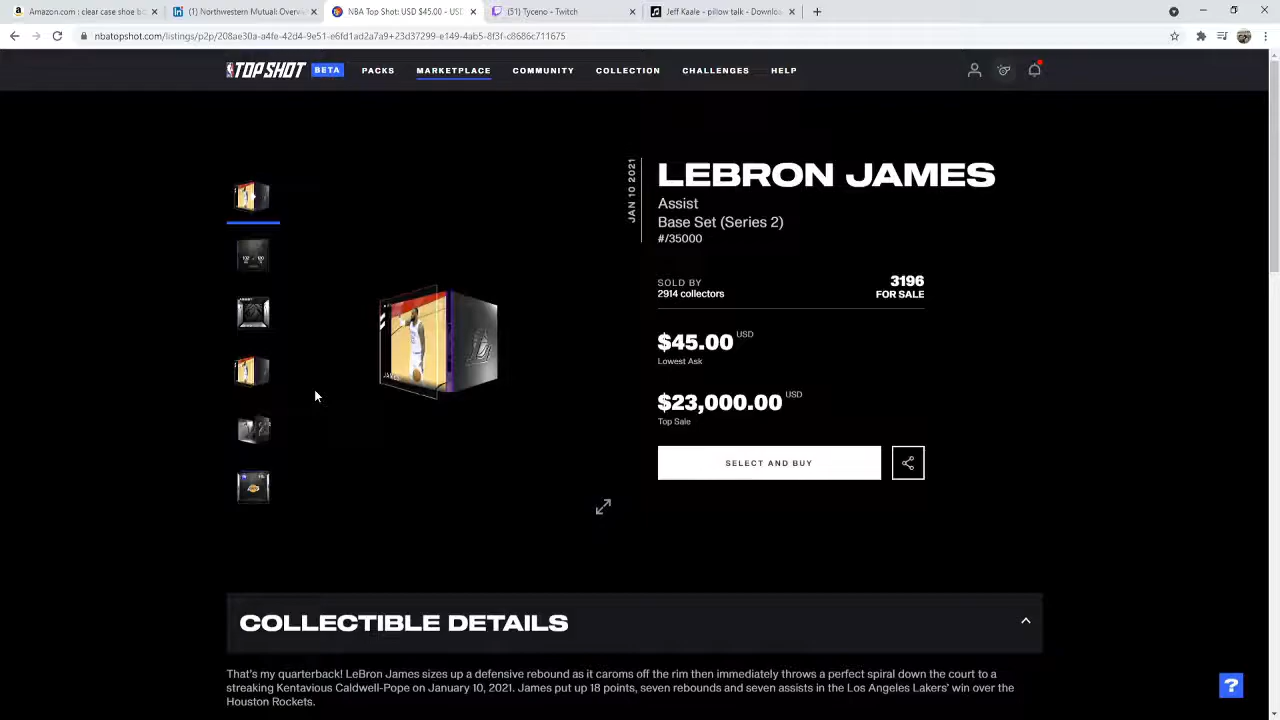 Amazon.com : clear case shoe bo
(1) Northwestern Mutual: Overvi
NBA Top Shot: USD $45.00 - USD
(51) Tyceno - Twitch
Jeff Kaale - pillow talk - Downloa
nbatopshot.com/listings/p2p/208ae30a-a4fe-42d4-9e51-e6fd1ad2a7a9+23d37299-e149-4ab5-8f3f-c8686c711675
TOP SHOT BETA PACKS MARKETPLACE COMMUNITY COLLECTION CHALLENGES HELP
JAN 10 2021
LEBRON JAMES
Assist
Base Set (Series 2)
#/35000
SOLD BY
2914 collectors
3196
FOR SALE
$45.00 USD
Lowest Ask
$23,000.00 USD
Top Sale
SELECT AND BUY
JAMES
COLLECTIBLE DETAILS
That's my quarterback! LeBron James sizes up a defensive rebound as it caroms off the rim then immediately throws a perfect spiral down the court to a
streaking Kentavious Caldwell-Pope on January 10, 2021. James put up 18 points, seven rebounds and seven assists in the Los Angeles Lakers' win over the
Houston Rockets.
?